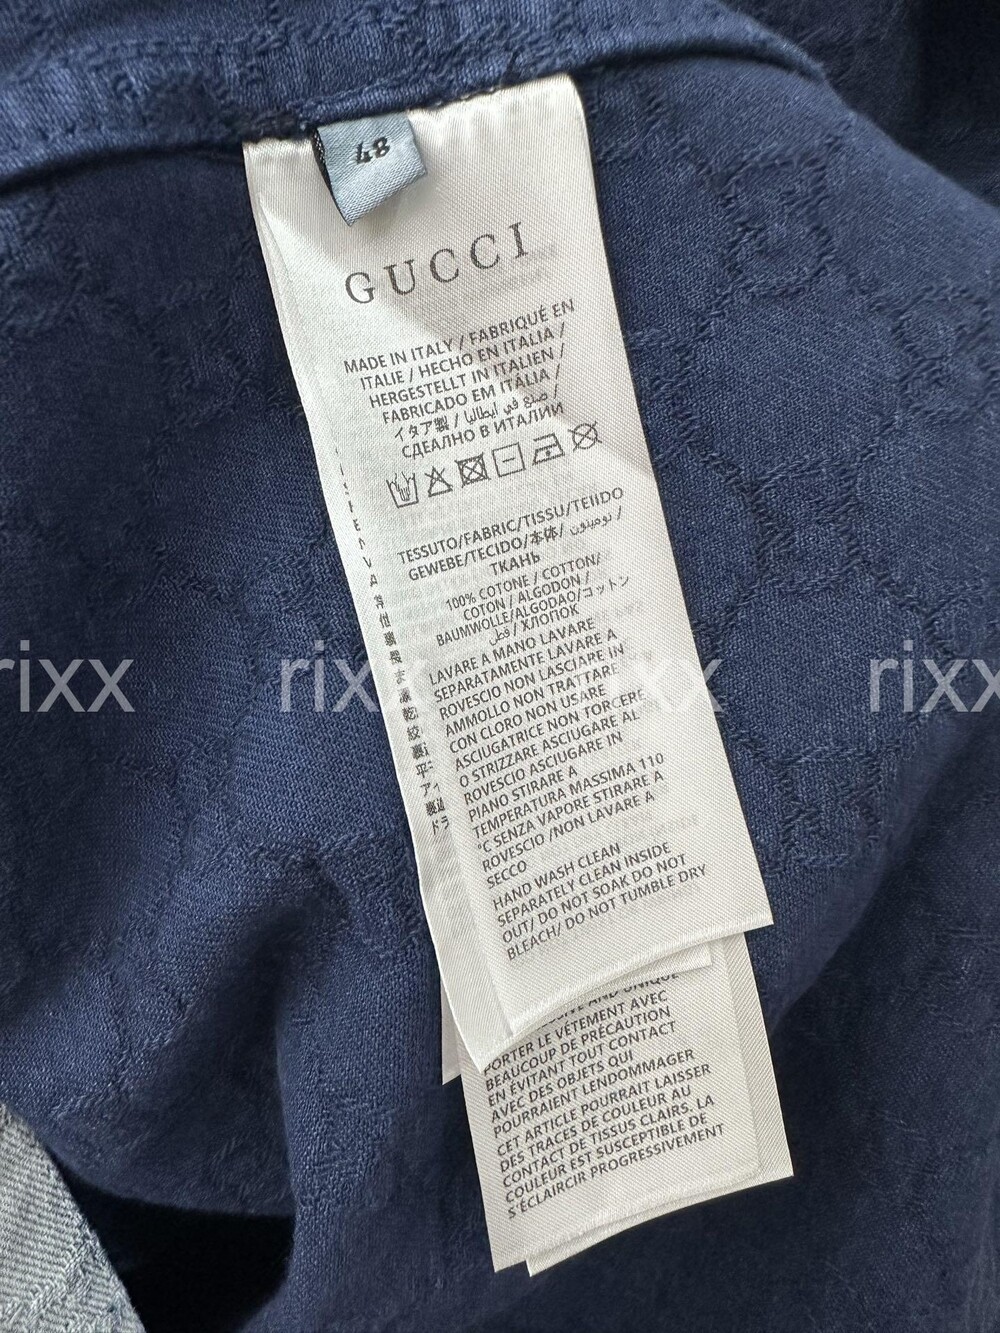 48
GUCCI
MADE IN ITALY / FABRIQUÉ EN
ITALIE / HECHO EN ITALIA /
HERGESTELLT IN ITALIEN /
FABRICADO EM ITÁLIA /
イタア製 / صنع في ايطاليا /
СДЕАЛНО В ИТАЛИИ
TESSUTO/FABRIC/TISSU/TEJIDO
GEWEBE/TECIDO/本体/
ТКАНЬ
100% COTONE / COTTON/
COTON / ALGODON /
BAUMWOLLE/ALGODAO/コットン
/ قطن / ХЛОПОК
LAVARE A MANO LAVARE
SEPARATAMENTE LAVARE A
ROVESCIO NON LASCIARE IN
AMMOLLO NON TRATTARE
CON CLORO NON USARE
ASCIUGATRICE NON TORCERE
O STRIZZARE ASCIUGARE AL
ROVESCIO ASCIUGARE IN
PIANO STIRARE A
TEMPERATURA MASSIMA 110
°C SENZA VAPORE STIRARE A
ROVESCIO /NON LAVARE A
SECCO
HAND WASH CLEAN
SEPARATELY CLEAN INSIDE
OUT/ DO NOT SOAK DO NOT
BLEACH/ DO NOT TUMBLE DRY
AND UNIQUE
PORTER LE VÊTEMENT AVEC
BEAUCOUP DE PRÉCAUTION
EN ÉVITANT TOUT CONTACT
AVEC DES OBJETS QUI
POURRAIENT LENDOMMAGER
CET ARTICLE POURRAIT LAISSER
DES TRACES DE COULEUR AU
CONTACT DE TISSUS CLAIRS. LA
COULEUR EST SUSCEPTIBLE DE
S'ÉCLAIRCIR PROGRESSIVEMENT
rixx rixx rixx